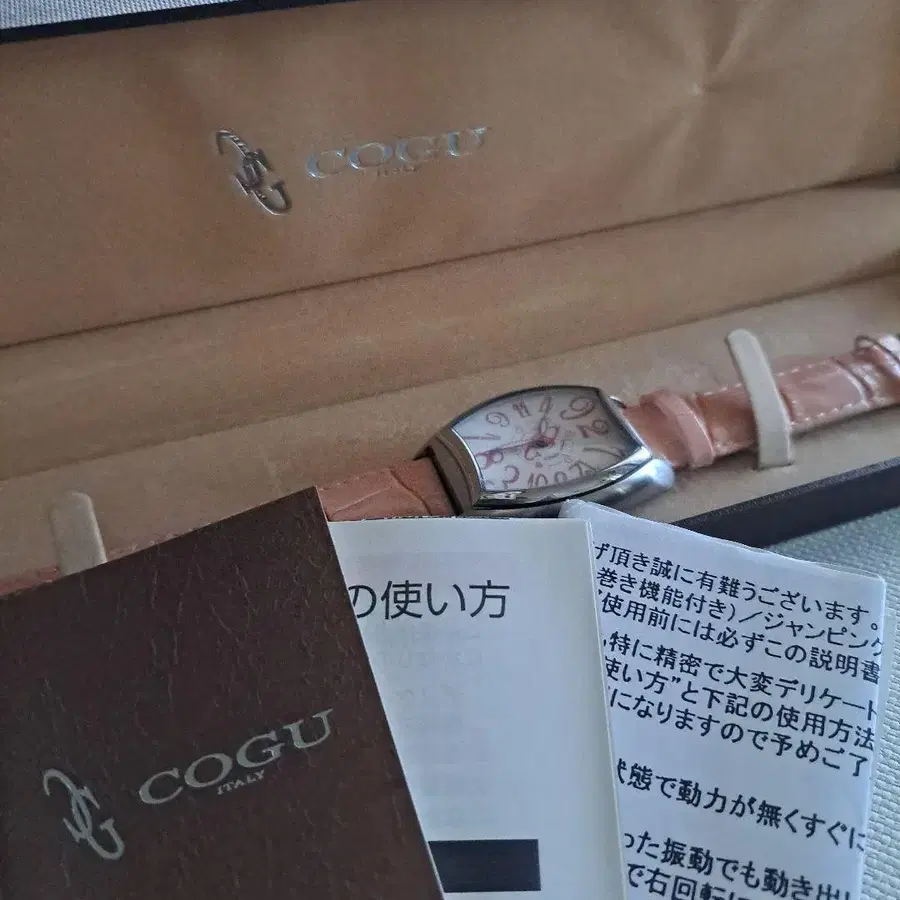 COGU
ITALY
の使い方
げ頂き誠に有難うございます。
巻き機能付き)/ジャンピング
使用前には必ずこの説明書
特に精密で大変デリケート
使い方”と下記の使用方法
になりますので予めご了
状態で動力が無くすぐに
った振動でも動き出し
で右回転に
COGU
ITALY